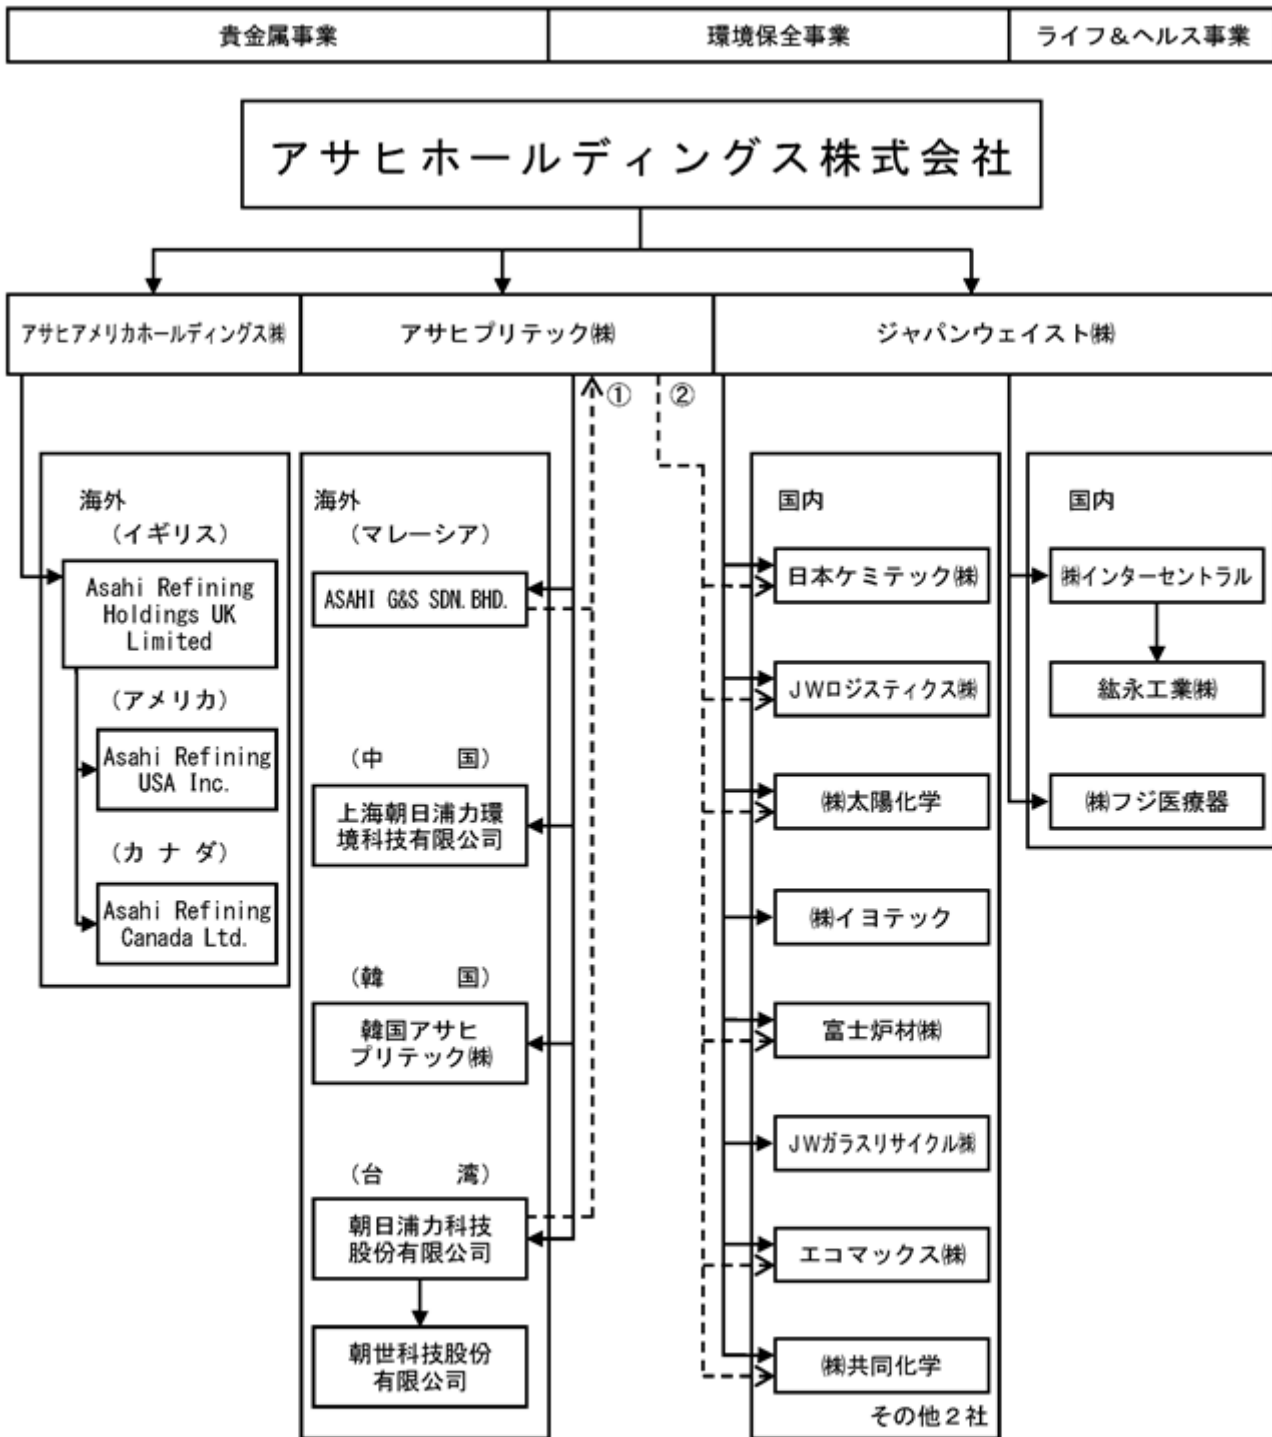 貴金属事業
環境保全事業
ライフ＆ヘルス事業
アサヒホールディングス株式会社
アサヒアメリカホールディングス㈱
アサヒプリテック㈱
ジャパンウェイスト㈱
①
②
海外
（イギリス）
Asahi Refining
Holdings UK
Limited
（アメリカ）
Asahi Refining
USA Inc.
（カ ナ ダ）
Asahi Refining
Canada Ltd.
海外
（マレーシア）
ASAHI G&S SDN.BHD.
（中　　国）
上海朝日浦力環
境科技有限公司
（韓　　国）
韓国アサヒ
プリテック㈱
（台　　湾）
朝日浦力科技
股份有限公司
朝世科技股份
有限公司
国内
日本ケミテック㈱
ＪＷロジスティクス㈱
㈱太陽化学
㈱イヨテック
富士炉材㈱
ＪＷガラスリサイクル㈱
エコマックス㈱
㈱共同化学
その他２社
国内
㈱インターセントラル
紘永工業㈱
㈱フジ医療器